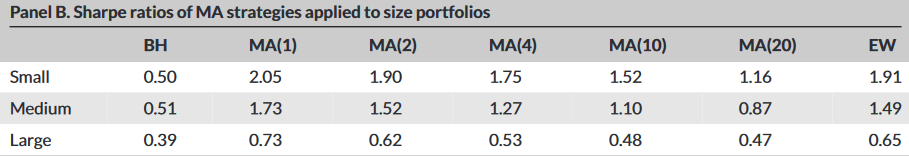 Panel B. Sharpe ratios of MA strategies applied to size portfolios
BH MA(1) MA(2) MA(4) MA(10) MA(20) EW
Small 0.50 2.05 1.90 1.75 1.52 1.16 1.91
Medium 0.51 1.73 1.52 1.27 1.10 0.87 1.49
Large 0.39 0.73 0.62 0.53 0.48 0.47 0.65